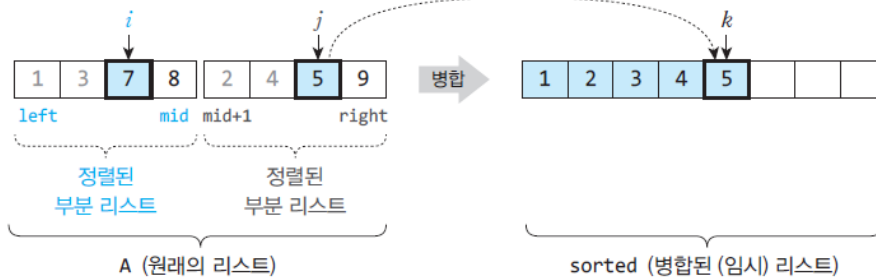 i j k
1 3 7 8 2 4 5 9 병합 1 2 3 4 5
left mid mid+1 right
정렬된 정렬된
부분 리스트 부분 리스트
A (원래의 리스트) sorted (병합된 (임시) 리스트)